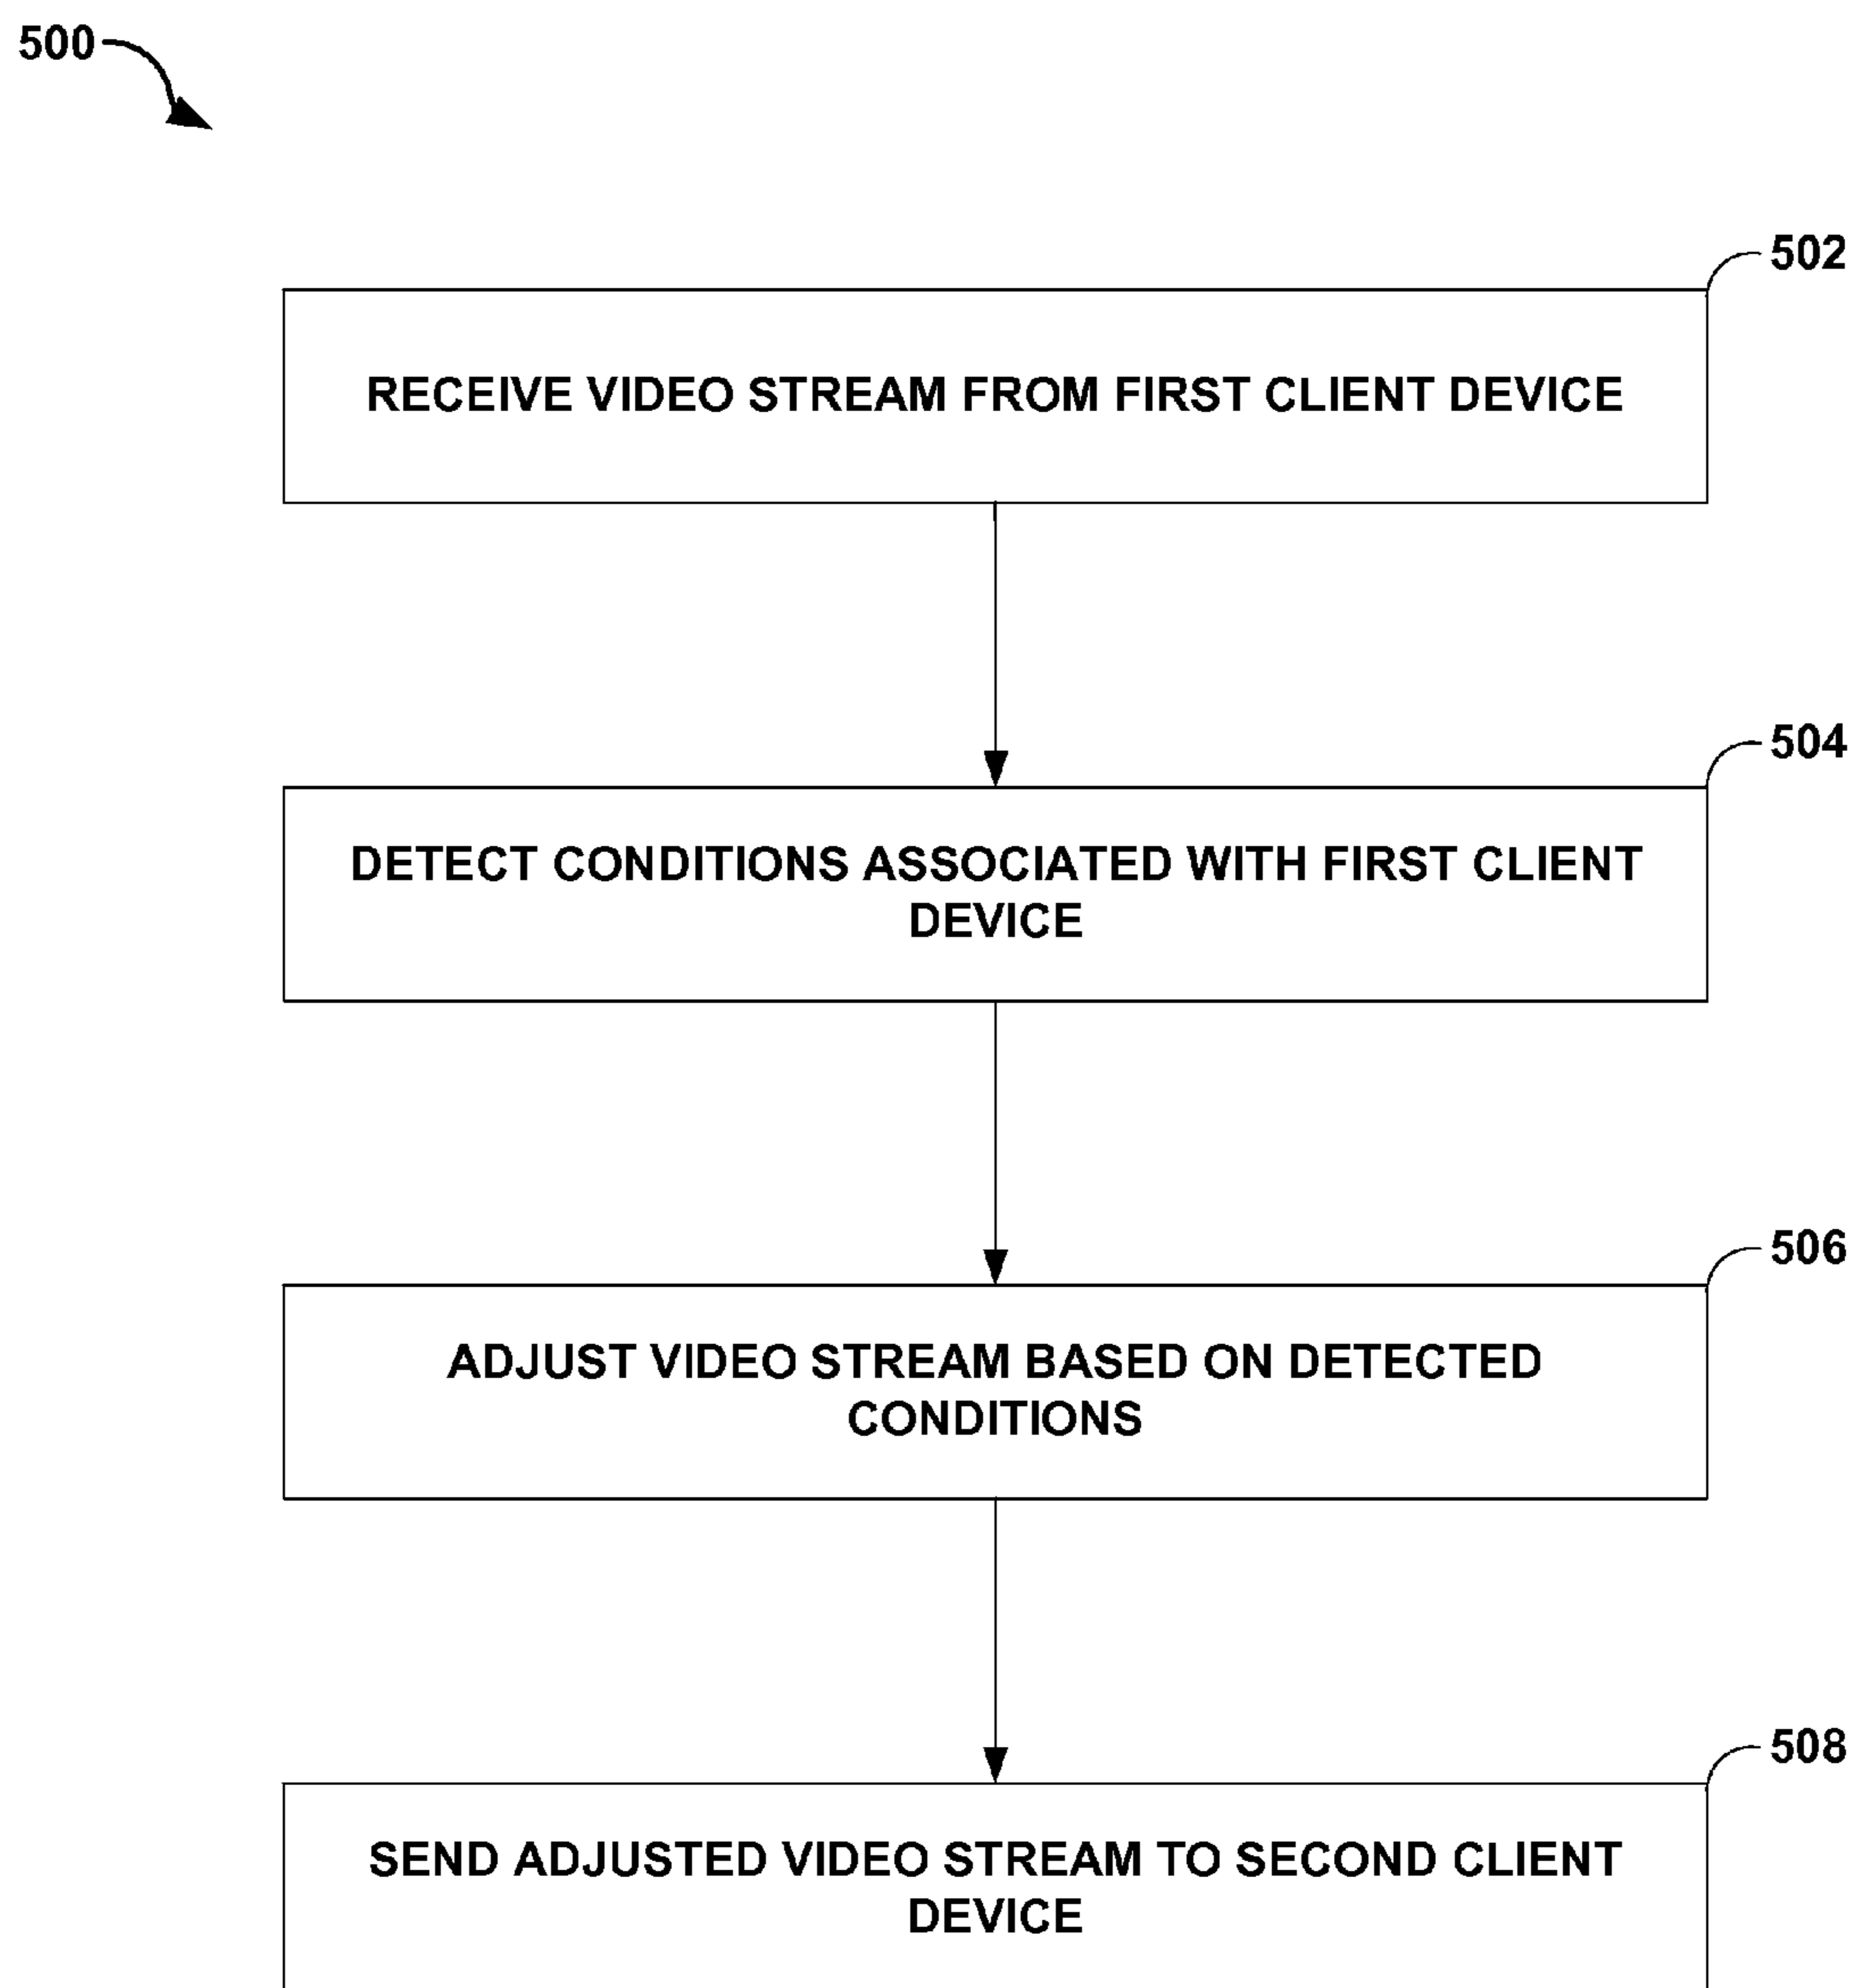 500
502
RECEIVE VIDEO STREAM FROM FIRST CLIENT DEVICE
504
DETECT CONDITIONS ASSOCIATED WITH FIRST CLIENT
DEVICE
506
ADJUST VIDEO STREAM BASED ON DETECTED
CONDITIONS
508
SEND ADJUSTED VIDEO STREAM TO SECOND CLIENT
DEVICE